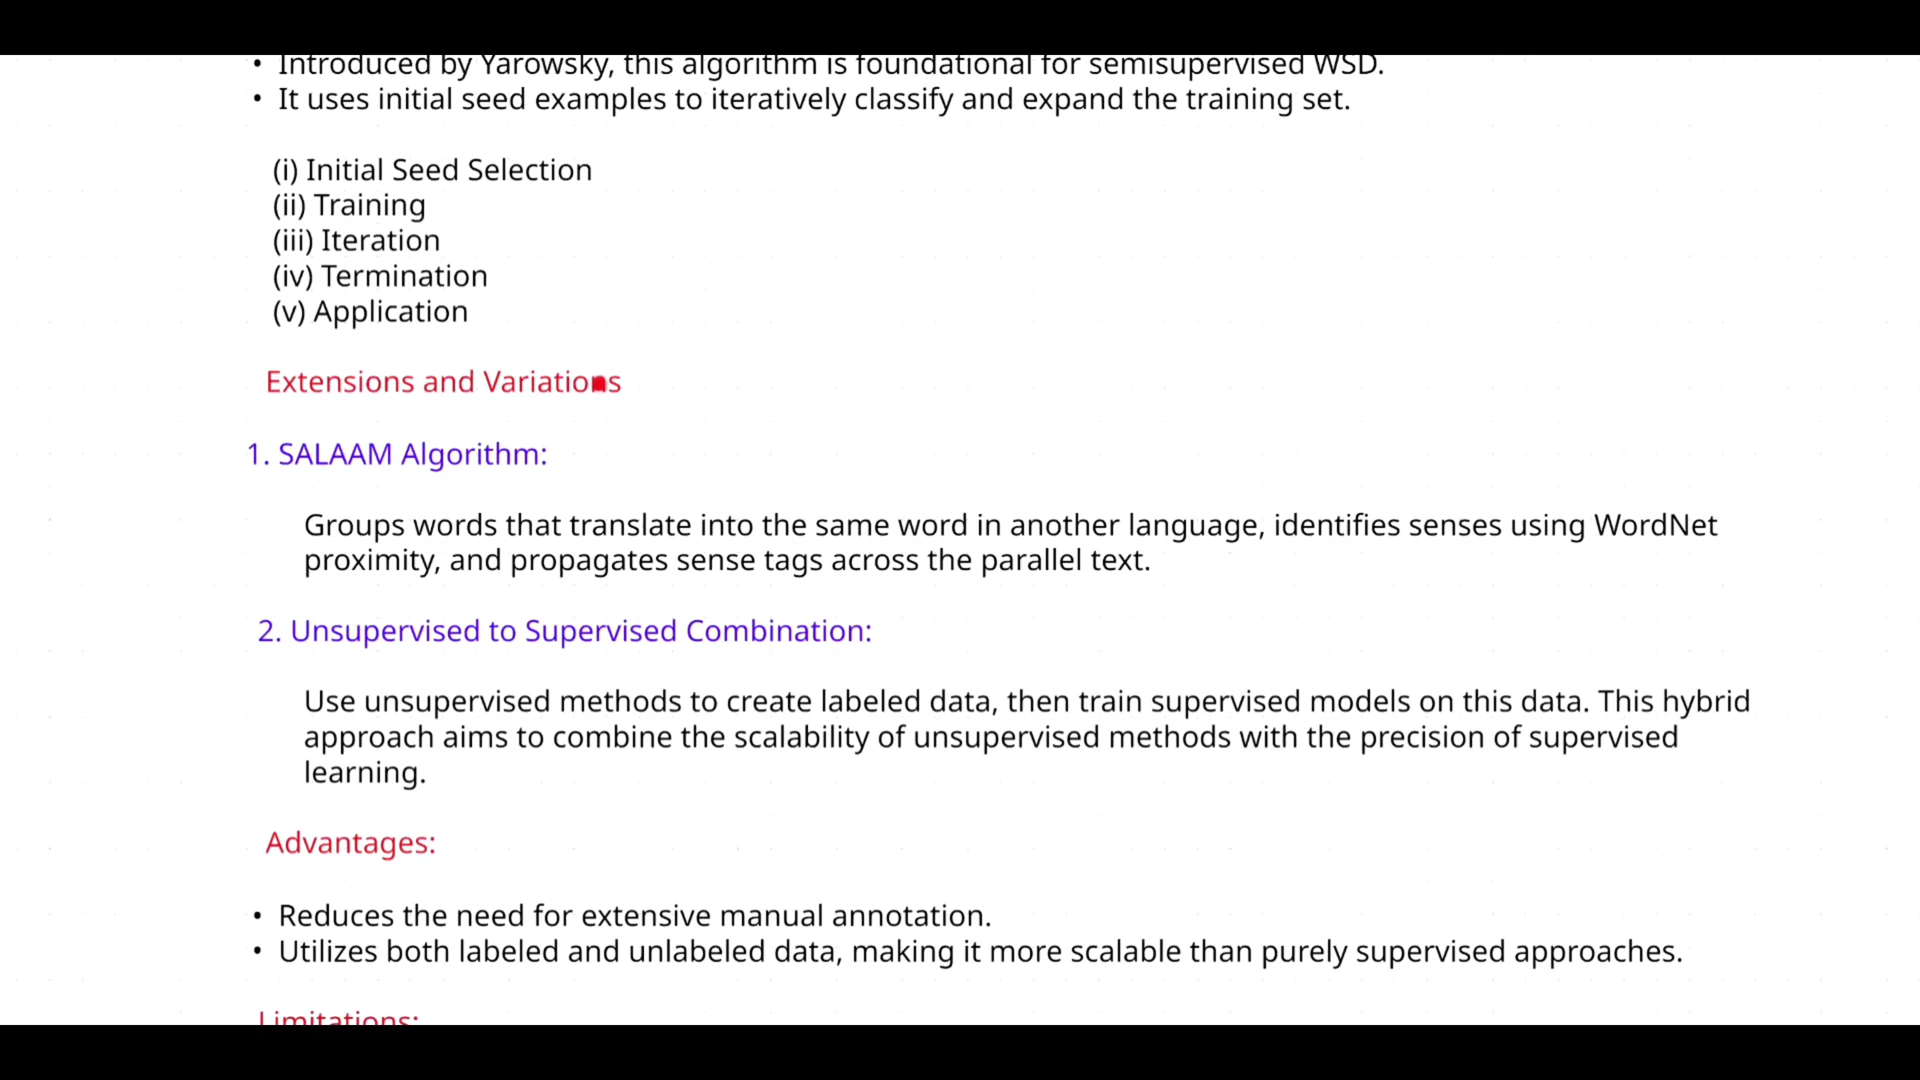 • Introduced by Yarowsky, this algorithm is foundational for semisupervised WSD.
• It uses initial seed examples to iteratively classify and expand the training set.
(i) Initial Seed Selection
(ii) Training
(iii) Iteration
(iv) Termination
(v) Application
Extensions and Variations
1. SALAAM Algorithm:
Groups words that translate into the same word in another language, identifies senses using WordNet
proximity, and propagates sense tags across the parallel text.
2. Unsupervised to Supervised Combination:
Use unsupervised methods to create labeled data, then train supervised models on this data. This hybrid
approach aims to combine the scalability of unsupervised methods with the precision of supervised
learning.
Advantages:
• Reduces the need for extensive manual annotation.
• Utilizes both labeled and unlabeled data, making it more scalable than purely supervised approaches.
Limitations: